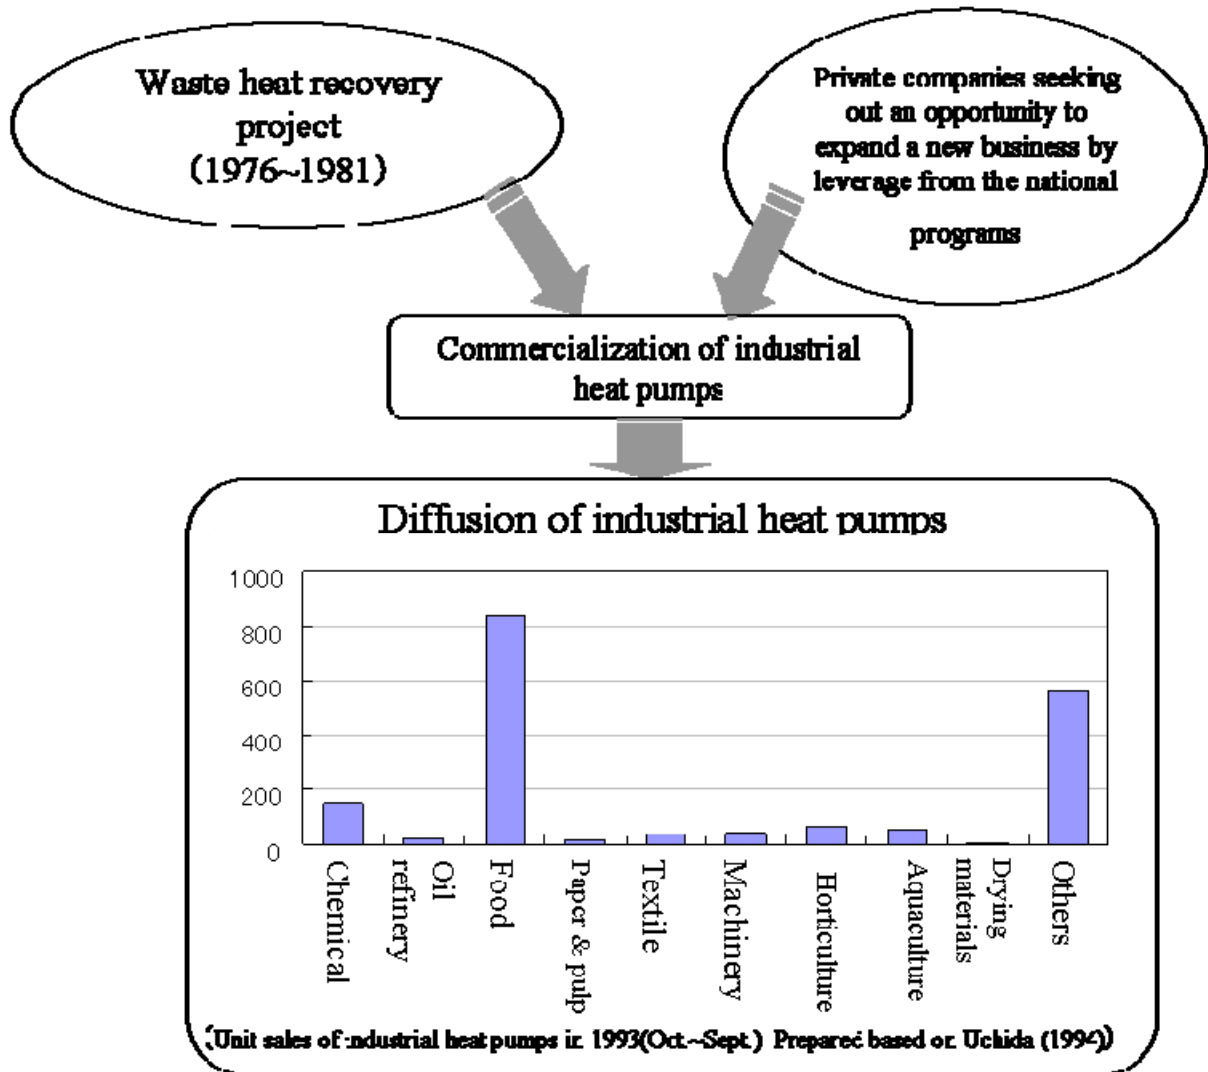 Waste heat recovery
project
(1976~1981)
Private companies seeking
out an opportunity to
expand a new business by
leverage from the national
programs
Commercialization of industrial
heat pumps
Diffusion of industrial heat pumps
1000
800
600
400
200
0
Chemical
Oil
refinery
Food
Paper & pulp
Textile
Machinery
Horticulture
Aquaculture
Drying
materials
Others
(Unit sales of industrial heat pumps in 1993(Oct.~Sept.) Prepared based on Uchida (1994))